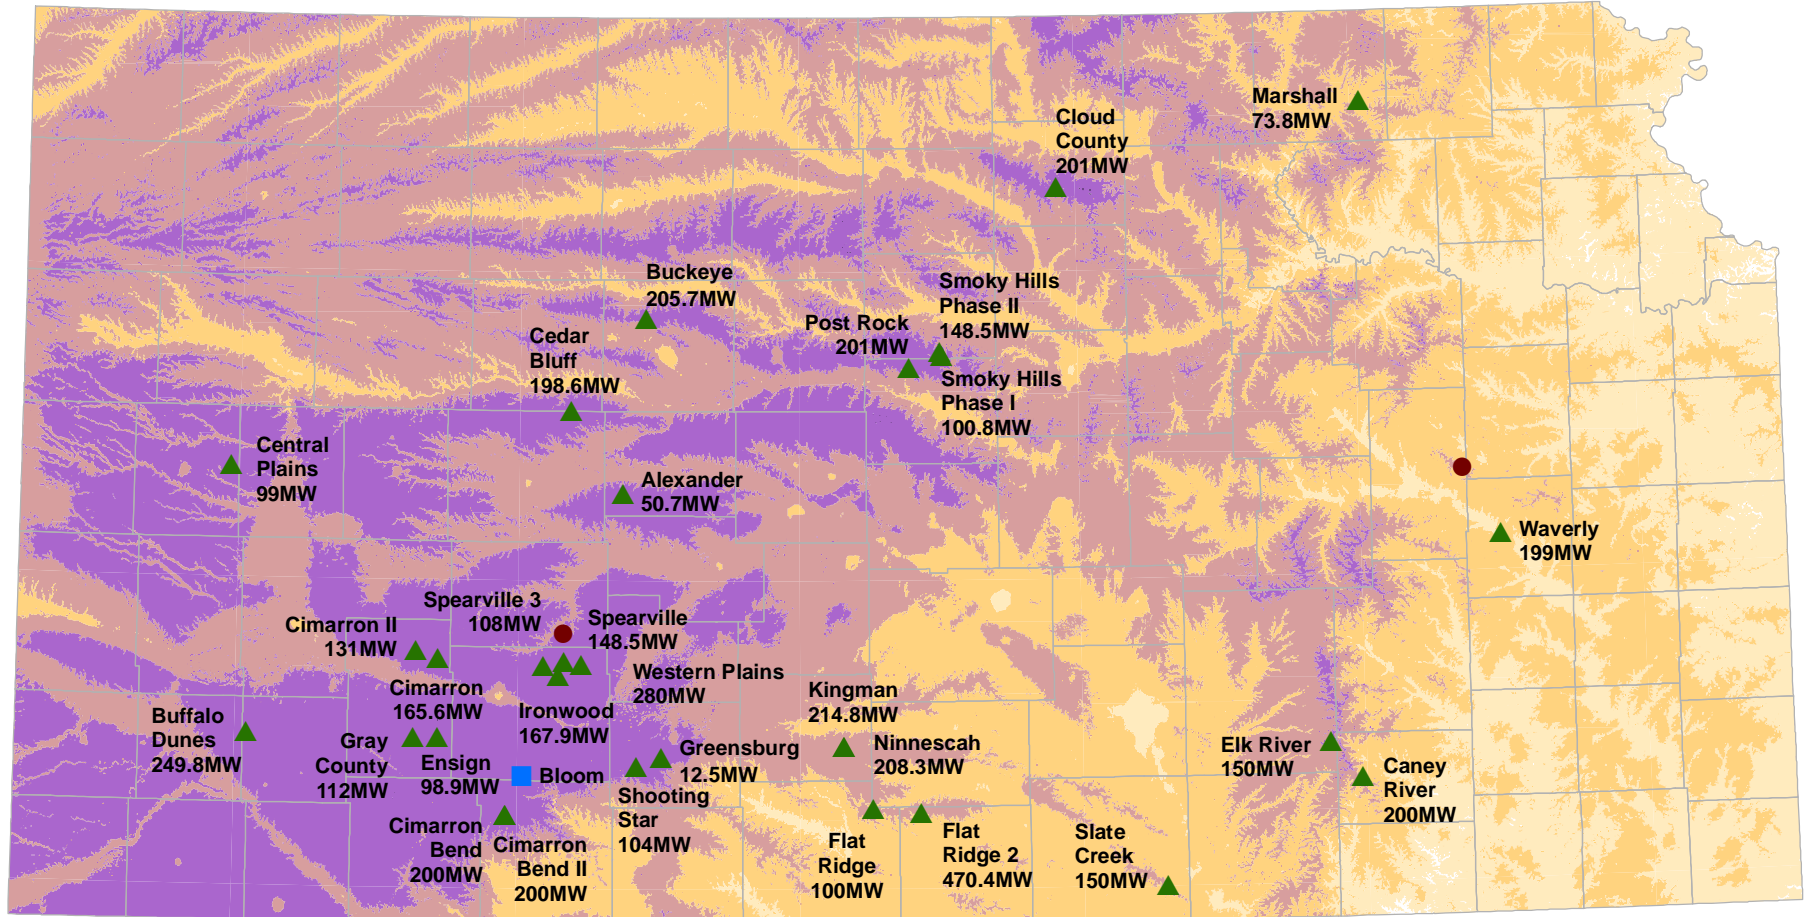 Marshall
73.8MW
Cloud
County
201MW
Buckeye
205.7MW
Smoky Hills
Phase II
148.5MW
Post Rock
201MW
Cedar
Bluff
198.6MW
Smoky Hills
Phase I
100.8MW
Central
Plains
99MW
Alexander
50.7MW
Waverly
199MW
Spearville 3
108MW
Spearville
148.5MW
Cimarron II
131MW
Western Plains
280MW
Cimarron
165.6MW
Kingman
214.8MW
Ironwood
167.9MW
Buffalo
Dunes
249.8MW
Gray
County
112MW
Ensign
98.9MW
Bloom
Greensburg
12.5MW
Ninnescah
208.3MW
Elk River
150MW
Caney
River
200MW
Shooting
Star
104MW
Cimarron
Bend
200MW
Cimarron
Bend II
200MW
Flat
Ridge
100MW
Flat
Ridge 2
470.4MW
Slate
Creek
150MW